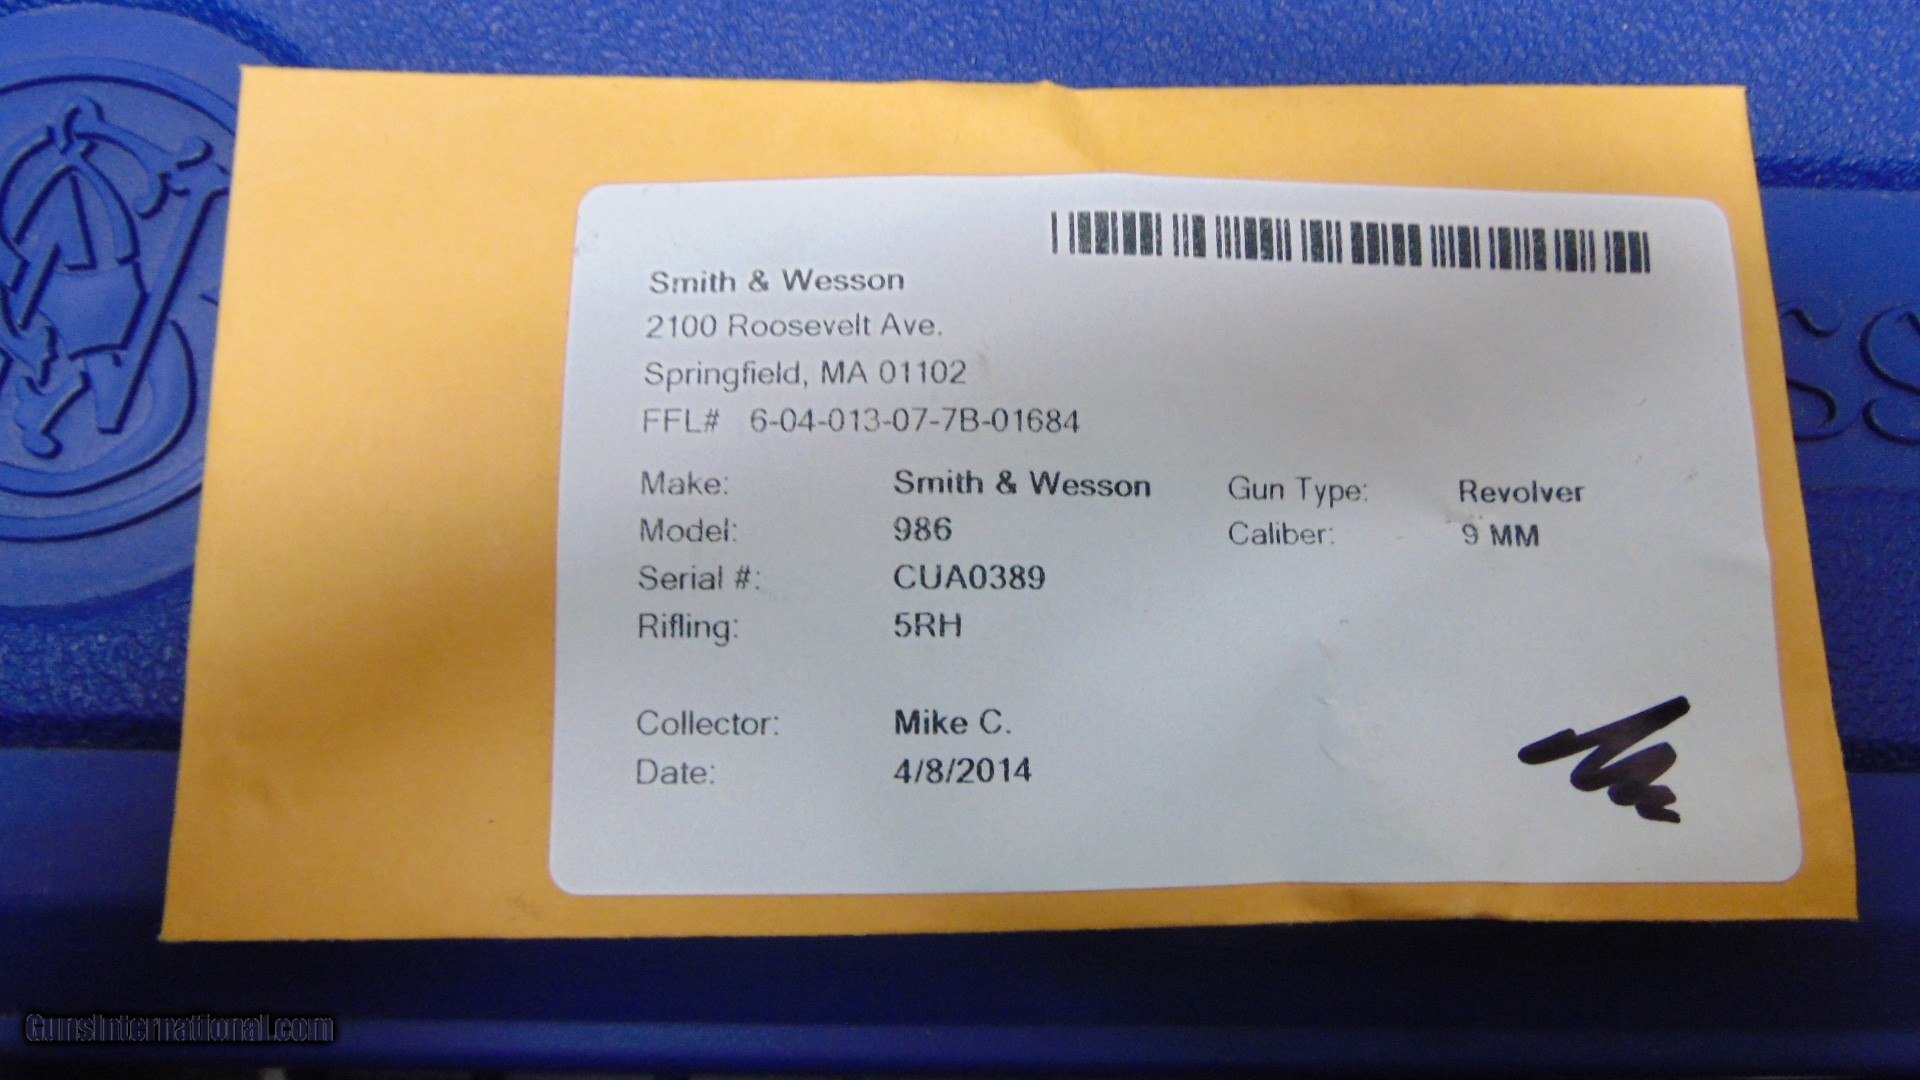 Smith & Wesson
2100 Roosevelt Ave.
Springfield, MA 01102
FFL# 6-04-013-07-7B-01684
Make: Smith & Wesson Gun Type: Revolver
Model: 986 Caliber: 9 MM
Serial #: CUA0389
Rifling: 5RH
Collector: Mike C.
Date: 4/8/2014
GunsInternational.com